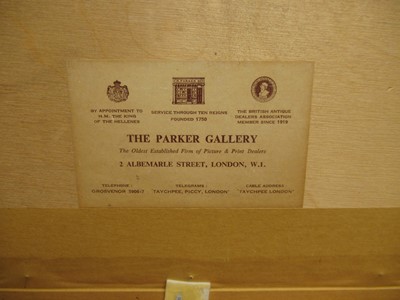 BY APPOINTMENT TO
H.M. THE KING
OF THE HELLENES
SERVICE THROUGH TEN REIGNS
FOUNDED 1750
THE BRITISH ANTIQUE
DEALERS ASSOCIATION
MEMBER SINCE 1919
THE PARKER GALLERY
The Oldest Established Firm of Picture & Print Dealers
2 ALBEMARLE STREET, LONDON, W.1.
TELEPHONE:
GROSVENOR 5906/7
TELEGRAMS
'TAYCHPEE, PICCY, LONDON'
CABLE ADDRESS
'TAYCHPEE LONDON'